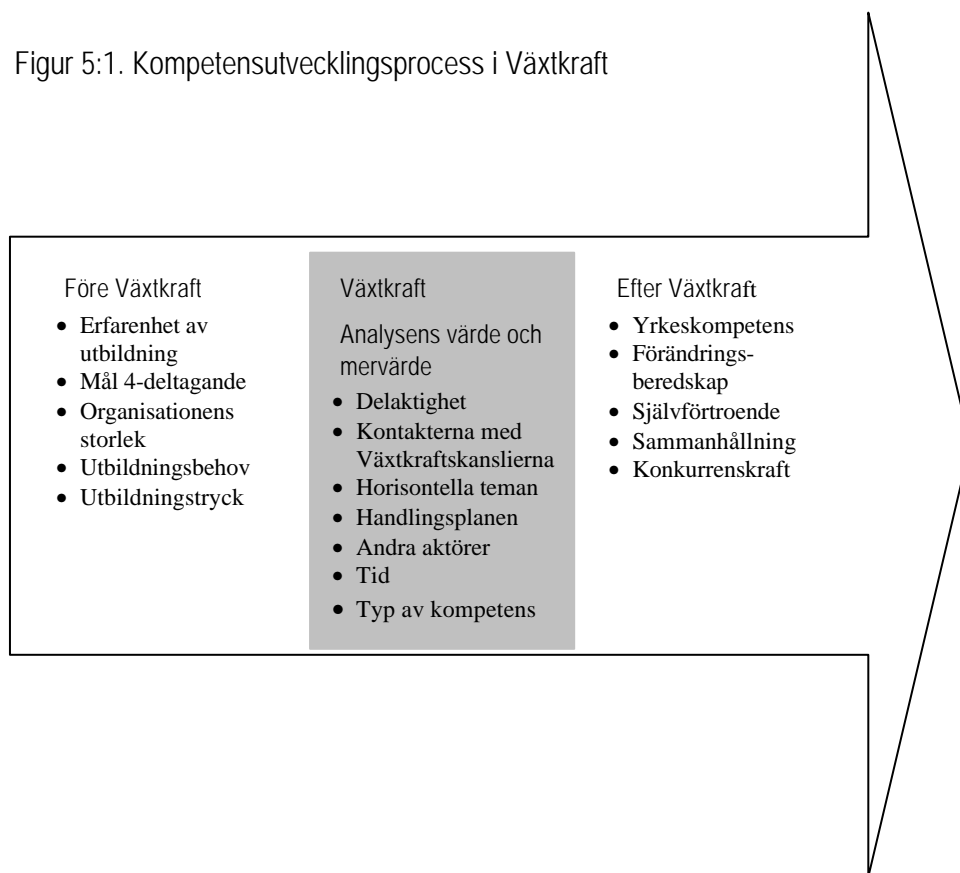 Figur 5:1. Kompetensutvecklingsprocess i Växtkraft
Före Växtkraft
• Erfarenhet av
utbildning
• Mål 4-deltagande
• Organisationens
storlek
• Utbildningsbehov
• Utbildningstryck
Växtkraft
Analysens värde och
mervärde
• Delaktighet
• Kontakterna med
Växtkraftskanslierna
• Horisontella teman
• Handlingsplanen
• Andra aktörer
• Tid
• Typ av kompetens
Efter Växtkraft
• Yrkeskompetens
• Förändrings-
beredskap
• Självförtroende
• Sammanhållning
• Konkurrenskraft